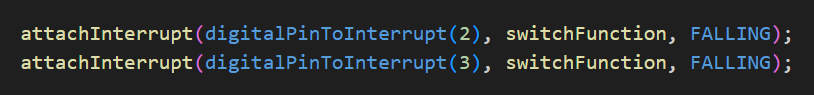 attachInterrupt(digitalPinToInterrupt(2), switchFunction, FALLING);
attachInterrupt(digitalPinToInterrupt(3), switchFunction, FALLING);